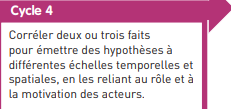 Cycle 4
Corréler deux ou trois faits
pour émettre des hypothèses à
différentes échelles temporelles et
spatiales, en les reliant au rôle et à
la motivation des acteurs.